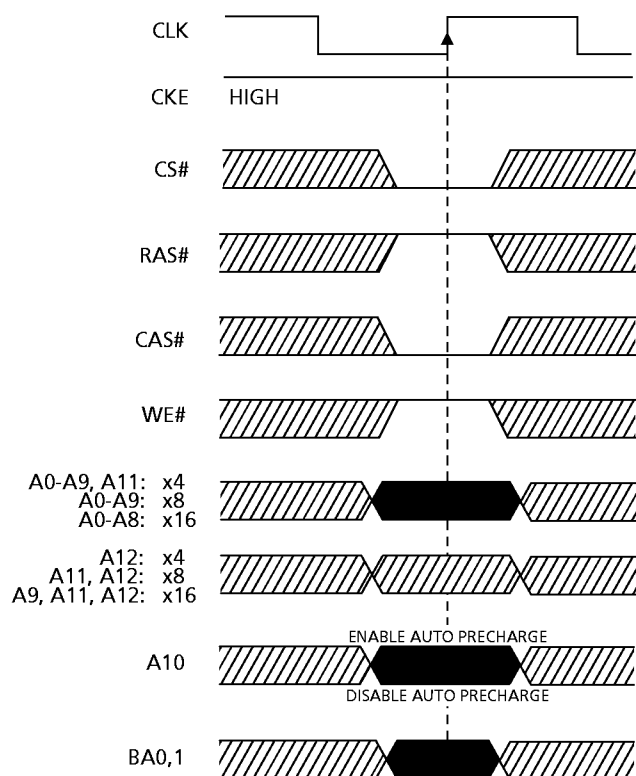 CLK
CKE HIGH
CS#
RAS#
CAS#
WE#
A0-A9, A11: x4
A0-A9: x8
A0-A8: x16
A12: x4
A11, A12: x8
A9, A11, A12: x16
ENABLE AUTO PRECHARGE
A10
DISABLE AUTO PRECHARGE
BA0,1